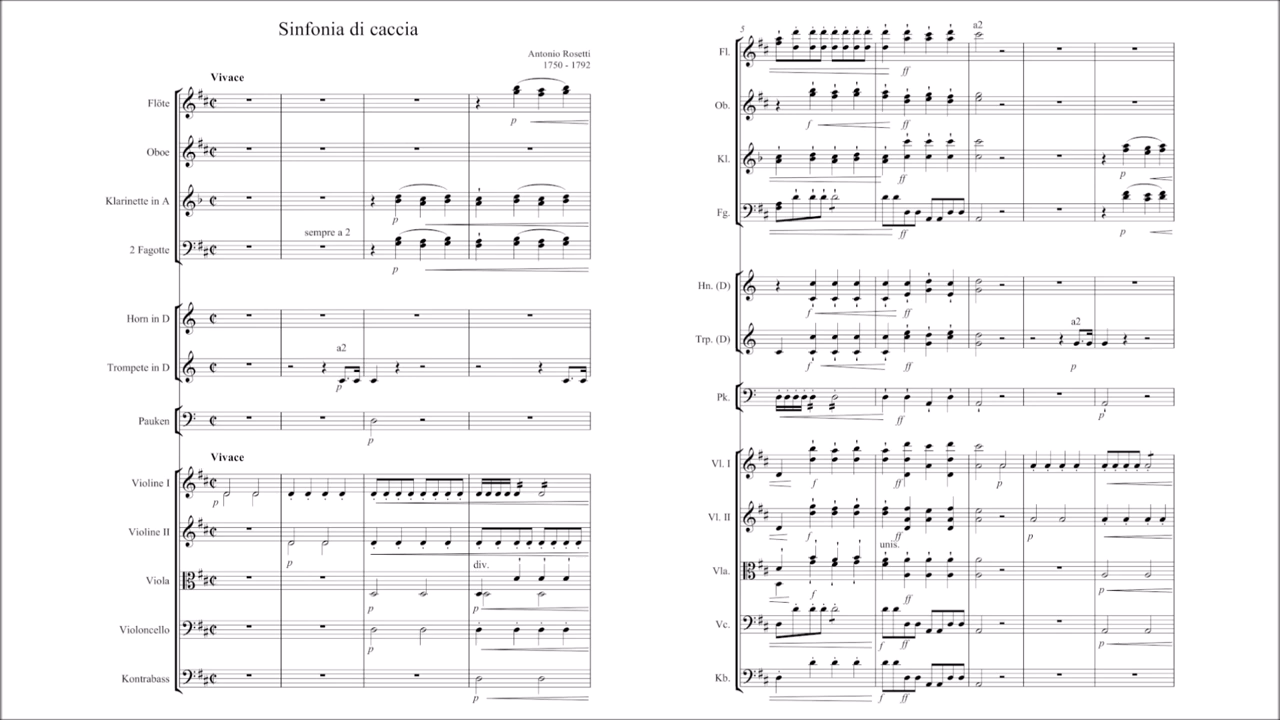 Sinfonia di caccia
Antonio Rosetti
1750 - 1792
Vivace
Flöte
p
Oboe
Klarinette in A
p
sempre a 2
2 Fagotte
p
Horn in D
a2
Trompete in D
p
Pauken
p
Vivace
Violine I
p
Violine II
p
div.
Viola
p p
Violoncello
p
Kontrabass
p
5
a2
Fl.
ff
Ob.
f ff
Kl.
ff p
Fg.
ff p
Hn. (D)
f ff
a2
Trp. (D)
f ff p
Pk.
ff p
Vl. I
f ff p
Vl. II
f ff p
unis.
Vla.
f ff p
Vc.
f ff p
Kb.
f ff